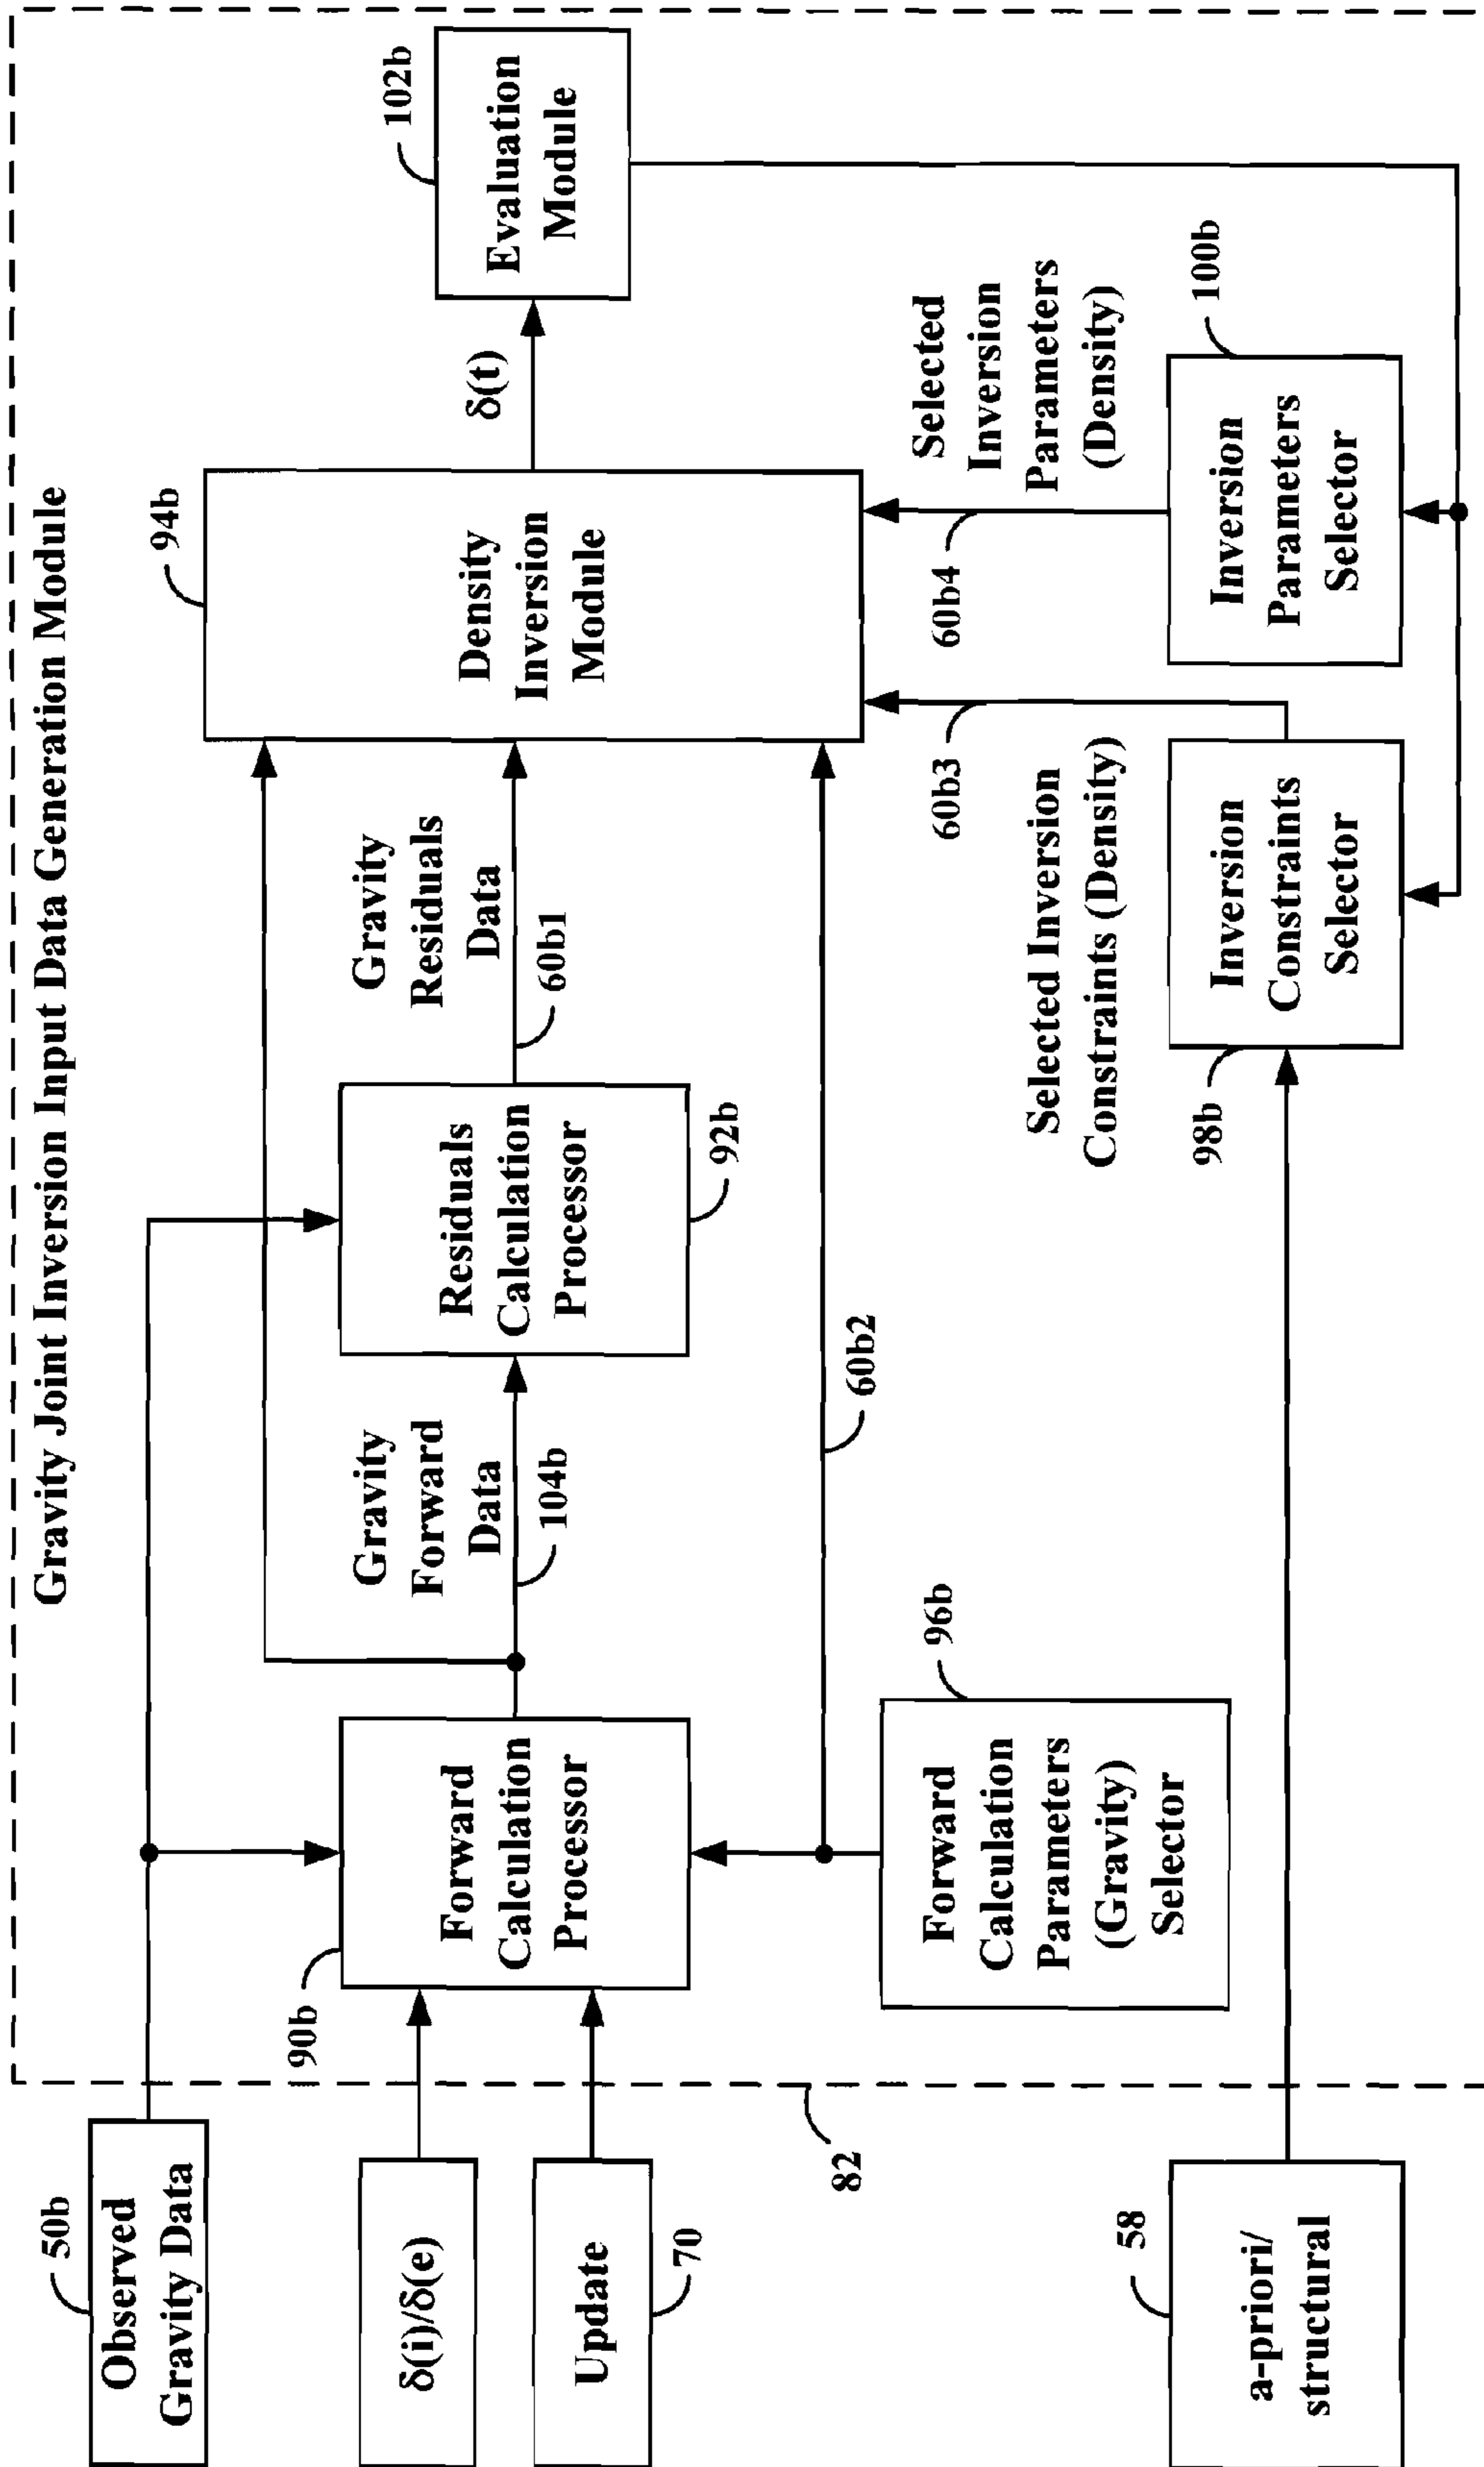 Gravity Joint Inversion Input Data Generation Module
50b
Observed
Gravity Data
δ(i)/δ(e)
Update
70
82
58
a-priori/
structural
90b
Forward
Calculation
Processor
96b
Forward
Calculation
Parameters
(Gravity)
Selector
Gravity
Forward
Data
104b
Residuals
Calculation
Processor
92b
60b2
Gravity
Residuals
Data
60b1
94b
Density
Inversion
Module
δ(t)
102b
Evaluation
Module
60b3
Selected Inversion
Constraints (Density)
98b
Inversion
Constraints
Selector
60b4
Selected
Inversion
Parameters
(Density)
100b
Inversion
Parameters
Selector